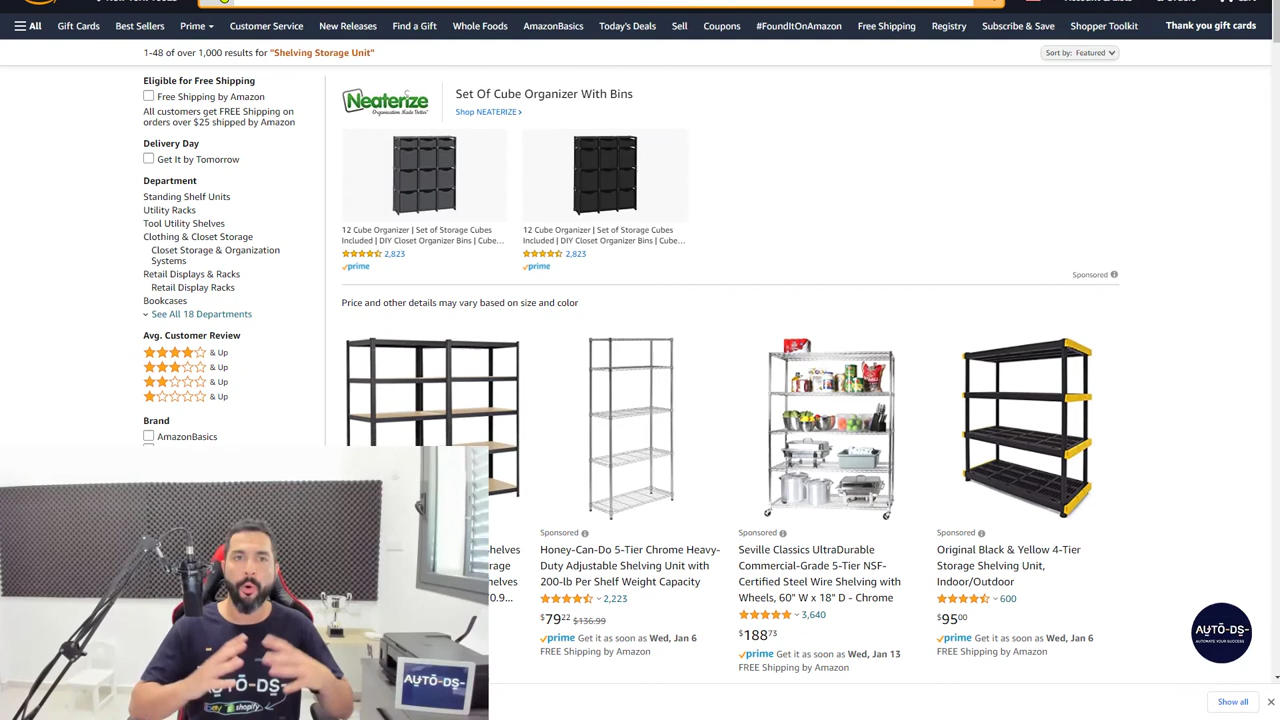 All Gift Cards Best Sellers Prime Customer Service New Releases Find a Gift Whole Foods AmazonBasics Today's Deals Sell Coupons #FoundItOnAmazon Free Shipping Registry Subscribe & Save Shopper Toolkit Thank you gift cards
1-48 of over 1,000 results for "Shelving Storage Unit"
Sort by: Featured
Eligible for Free Shipping
Free Shipping by Amazon
All customers get FREE Shipping on
orders over $25 shipped by Amazon
Delivery Day
Get It by Tomorrow
Department
Standing Shelf Units
Utility Racks
Tool Utility Shelves
Clothing & Closet Storage
Closet Storage & Organization
Systems
Retail Displays & Racks
Retail Display Racks
Bookcases
See All 18 Departments
Avg. Customer Review
& Up
& Up
& Up
& Up
Brand
AmazonBasics
Neaterize
Set Of Cube Organizer With Bins
Shop NEATERIZE
12 Cube Organizer | Set of Storage Cubes
Included | DIY Closet Organizer Bins | Cube…
2,823
prime
12 Cube Organizer | Set of Storage Cubes
Included | DIY Closet Organizer Bins | Cube…
2,823
prime
Sponsored
Price and other details may vary based on size and color
helves
rage
helves
0.9...
Sponsored
Honey-Can-Do 5-Tier Chrome Heavy-
Duty Adjustable Shelving Unit with
200-lb Per Shelf Weight Capacity
2,223
$79 22 $136.99
prime Get it as soon as Wed, Jan 6
FREE Shipping by Amazon
Sponsored
Seville Classics UltraDurable
Commercial-Grade 5-Tier NSF-
Certified Steel Wire Shelving with
Wheels, 60" W x 18" D - Chrome
3,640
$188 73
prime Get it as soon as Wed, Jan 13
FREE Shipping by Amazon
Sponsored
Original Black & Yellow 4-Tier
Storage Shelving Unit,
Indoor/Outdoor
600
$95 00
prime Get it as soon as Wed, Jan 6
FREE Shipping by Amazon
AUTO-DS-
AUTOMATE YOUR SUCCESS
AUTO-DS-
ebay shopify
AUTO-DS-
Show all